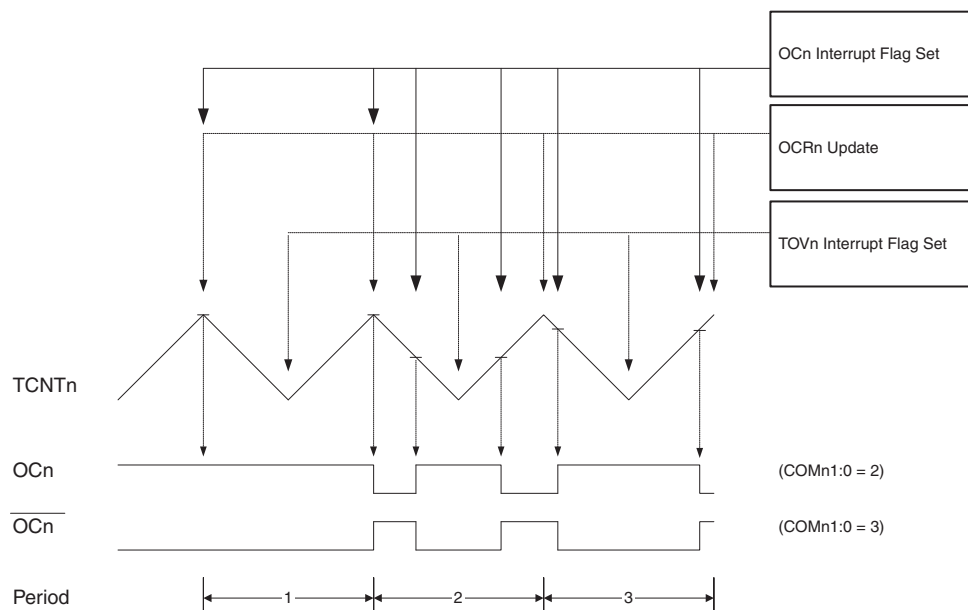 OCn Interrupt Flag Set
OCRn Update
TOVn Interrupt Flag Set
TCNTn
OCn (COMn1:0 = 2)
OCn (COMn1:0 = 3)
Period 1 2 3